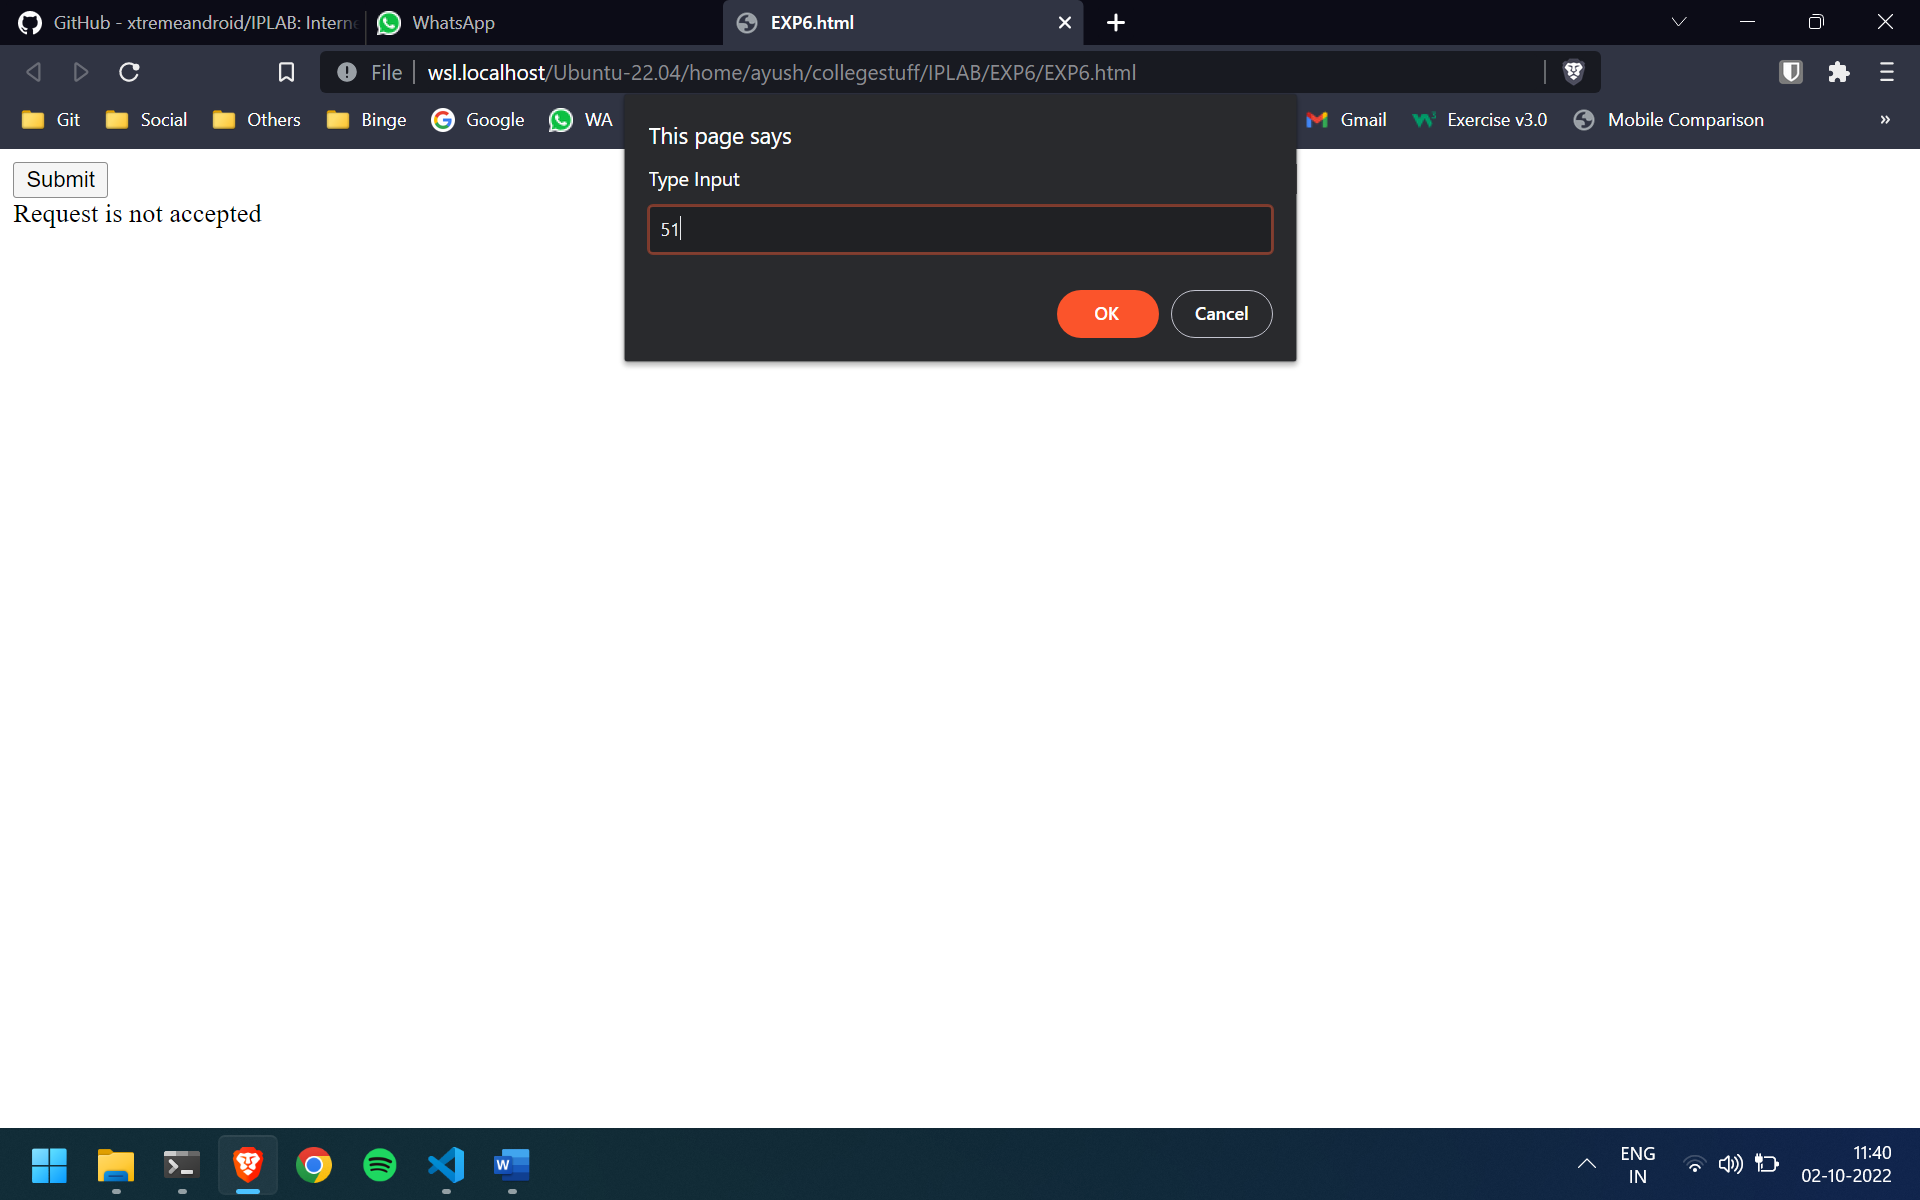 GitHub - xtremeandroid/IPLAB: Intern
WhatsApp
EXP6.html
File
wsl.localhost/Ubuntu-22.04/home/ayush/collegestuff/IPLAB/EXP6/EXP6.html
Git
Social
Others
Binge
Google
WA
Gmail
Exercise v3.0
Mobile Comparison
»
This page says
Type Input
51
OK
Cancel
Submit
Request is not accepted
ENG
IN
11:40
02-10-2022